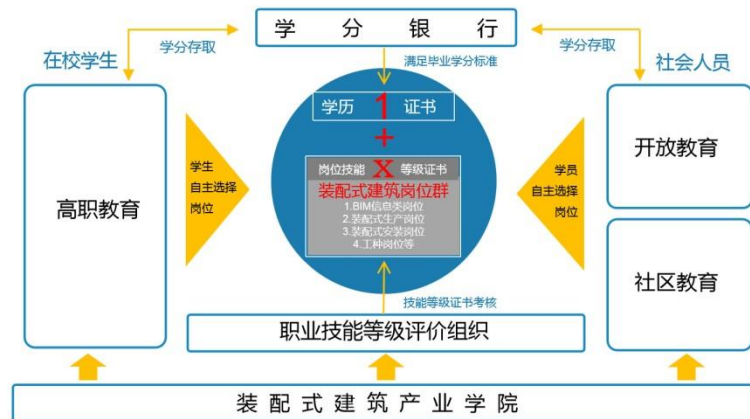 学分银行
在校学生
学分存取
满足毕业学分标准
学分存取
社会人员
学历 1 证书
+
岗位技能 X 等级证书
装配式建筑岗位群
1.BIM信息类岗位
2.装配式生产岗位
3.装配式安装岗位
4.工种岗位等
高职教育
学生
自主选择
岗位
学员
自主选择
岗位
开放教育
社区教育
技能等级证书考核
职业技能等级评价组织
装配式建筑产业学院